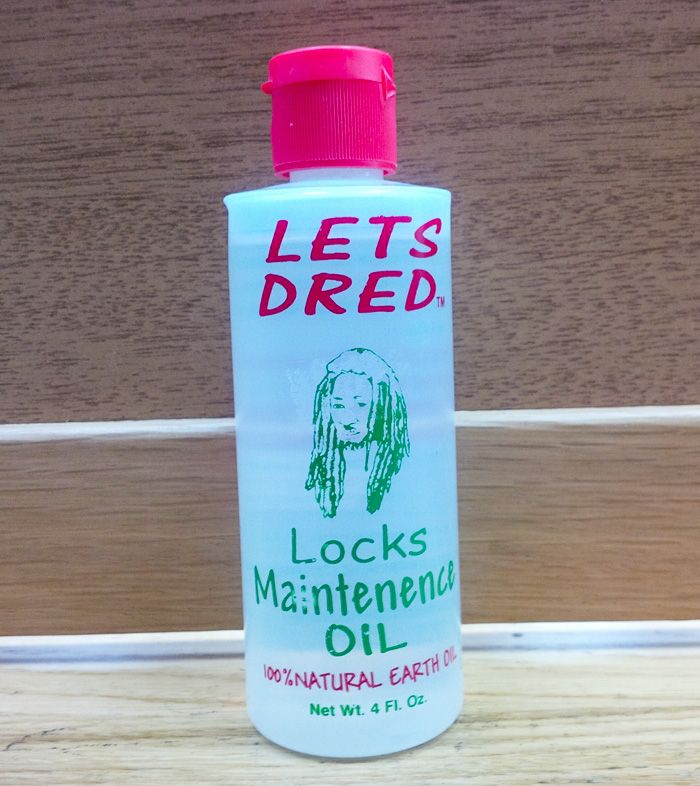 LETS
DRED™
Locks
Maintenence
OiL
100% NATURAL EARTH OIL
Net Wt. 4 Fl. Oz.